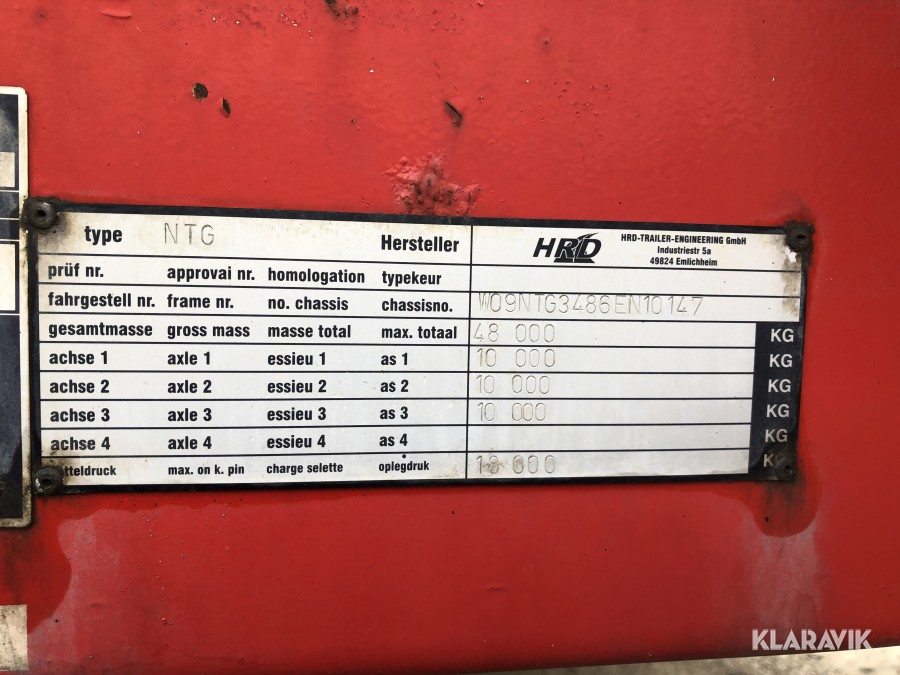 type NTG Hersteller HRD HRD-TRAILER-ENGINEERING GmbH
Industriestr 5a
49824 Emlichheim
prüf nr. approvai nr. homologation typekeur
fahrgestell nr. frame nr. no. chassis chassisno. W09NTG3486EN10147
gesamtmasse gross mass masse total max. totaal 48 000 KG
achse 1 axle 1 essieu 1 as 1 10 000 KG
achse 2 axle 2 essieu 2 as 2 10 000 KG
achse 3 axle 3 essieu 3 as 3 10 000 KG
achse 4 axle 4 essieu 4 as 4 KG
max. on k. pin charge selette oplegdruk 18 000 KG
KLARAVIK